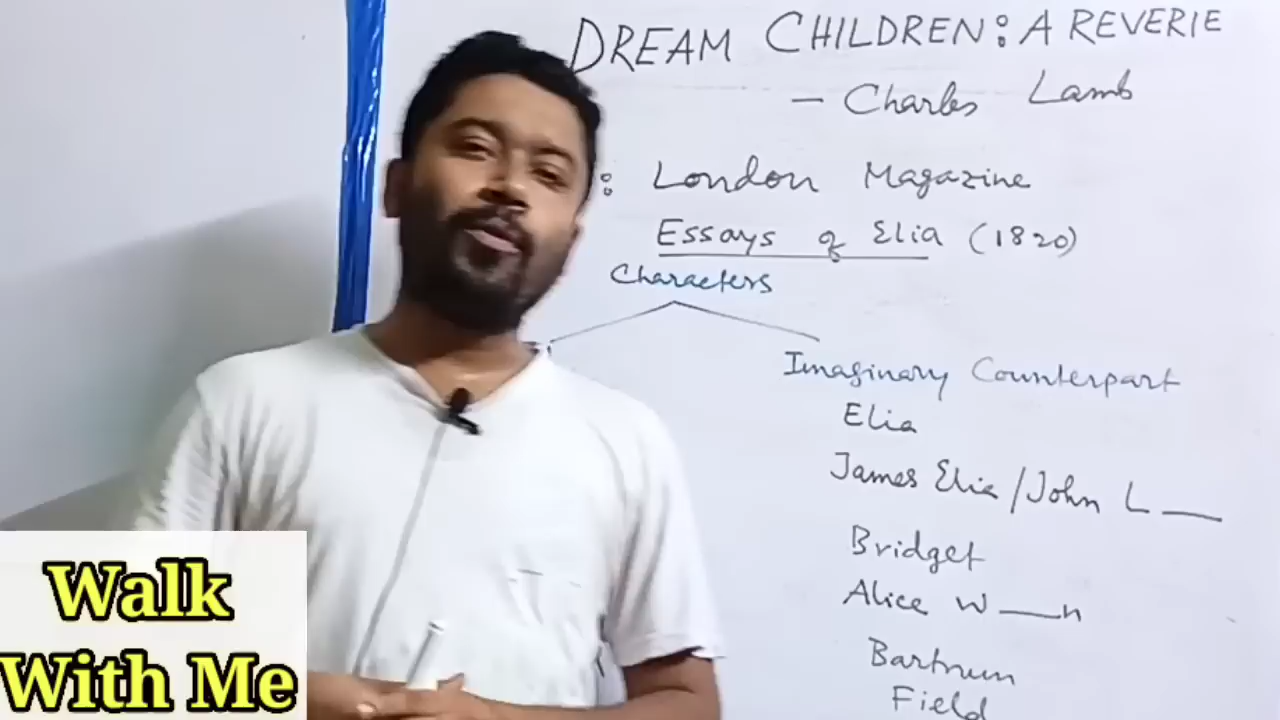 DREAM CHILDREN: A REVERIE
– Charles Lamb
: London Magazine
Essays of Elia (1820)
Characters
Imaginary Counterpart
Elia
James Elia / John L ___
Bridget
Alice W ___ n
Bartrum
Field
Walk
With Me